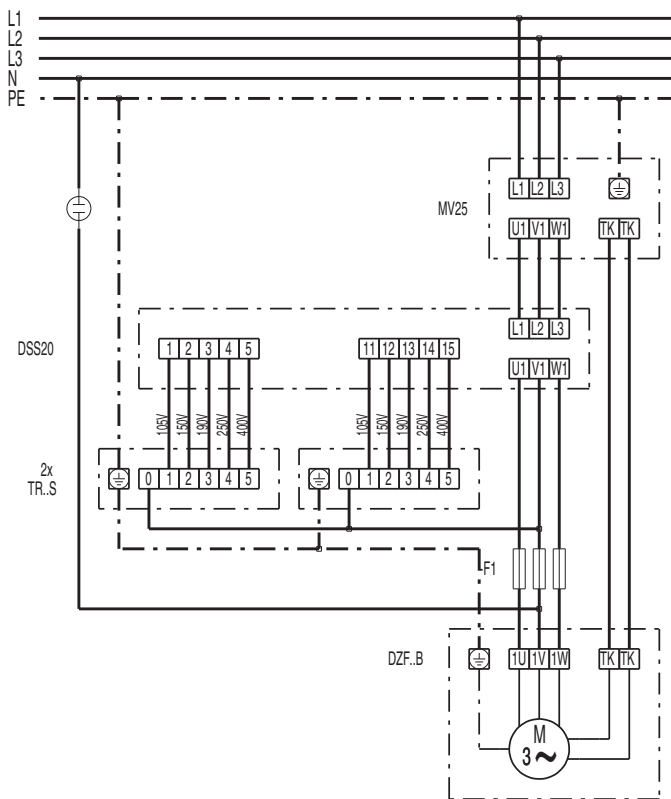 L1
L2
L3
N
PE
L1 L2 L3
MV25
U1 V1 W1 TK TK
L1 L2 L3
DSS20
1 2 3 4 5
11 12 13 14 15
U1 V1 W1
105V 150V 190V 250V 400V
105V 150V 190V 250V 400V
2x
TR..S
0 1 2 3 4 5
0 1 2 3 4 5
F1
DZF..B
1U 1V 1W TK TK
M
3 ~